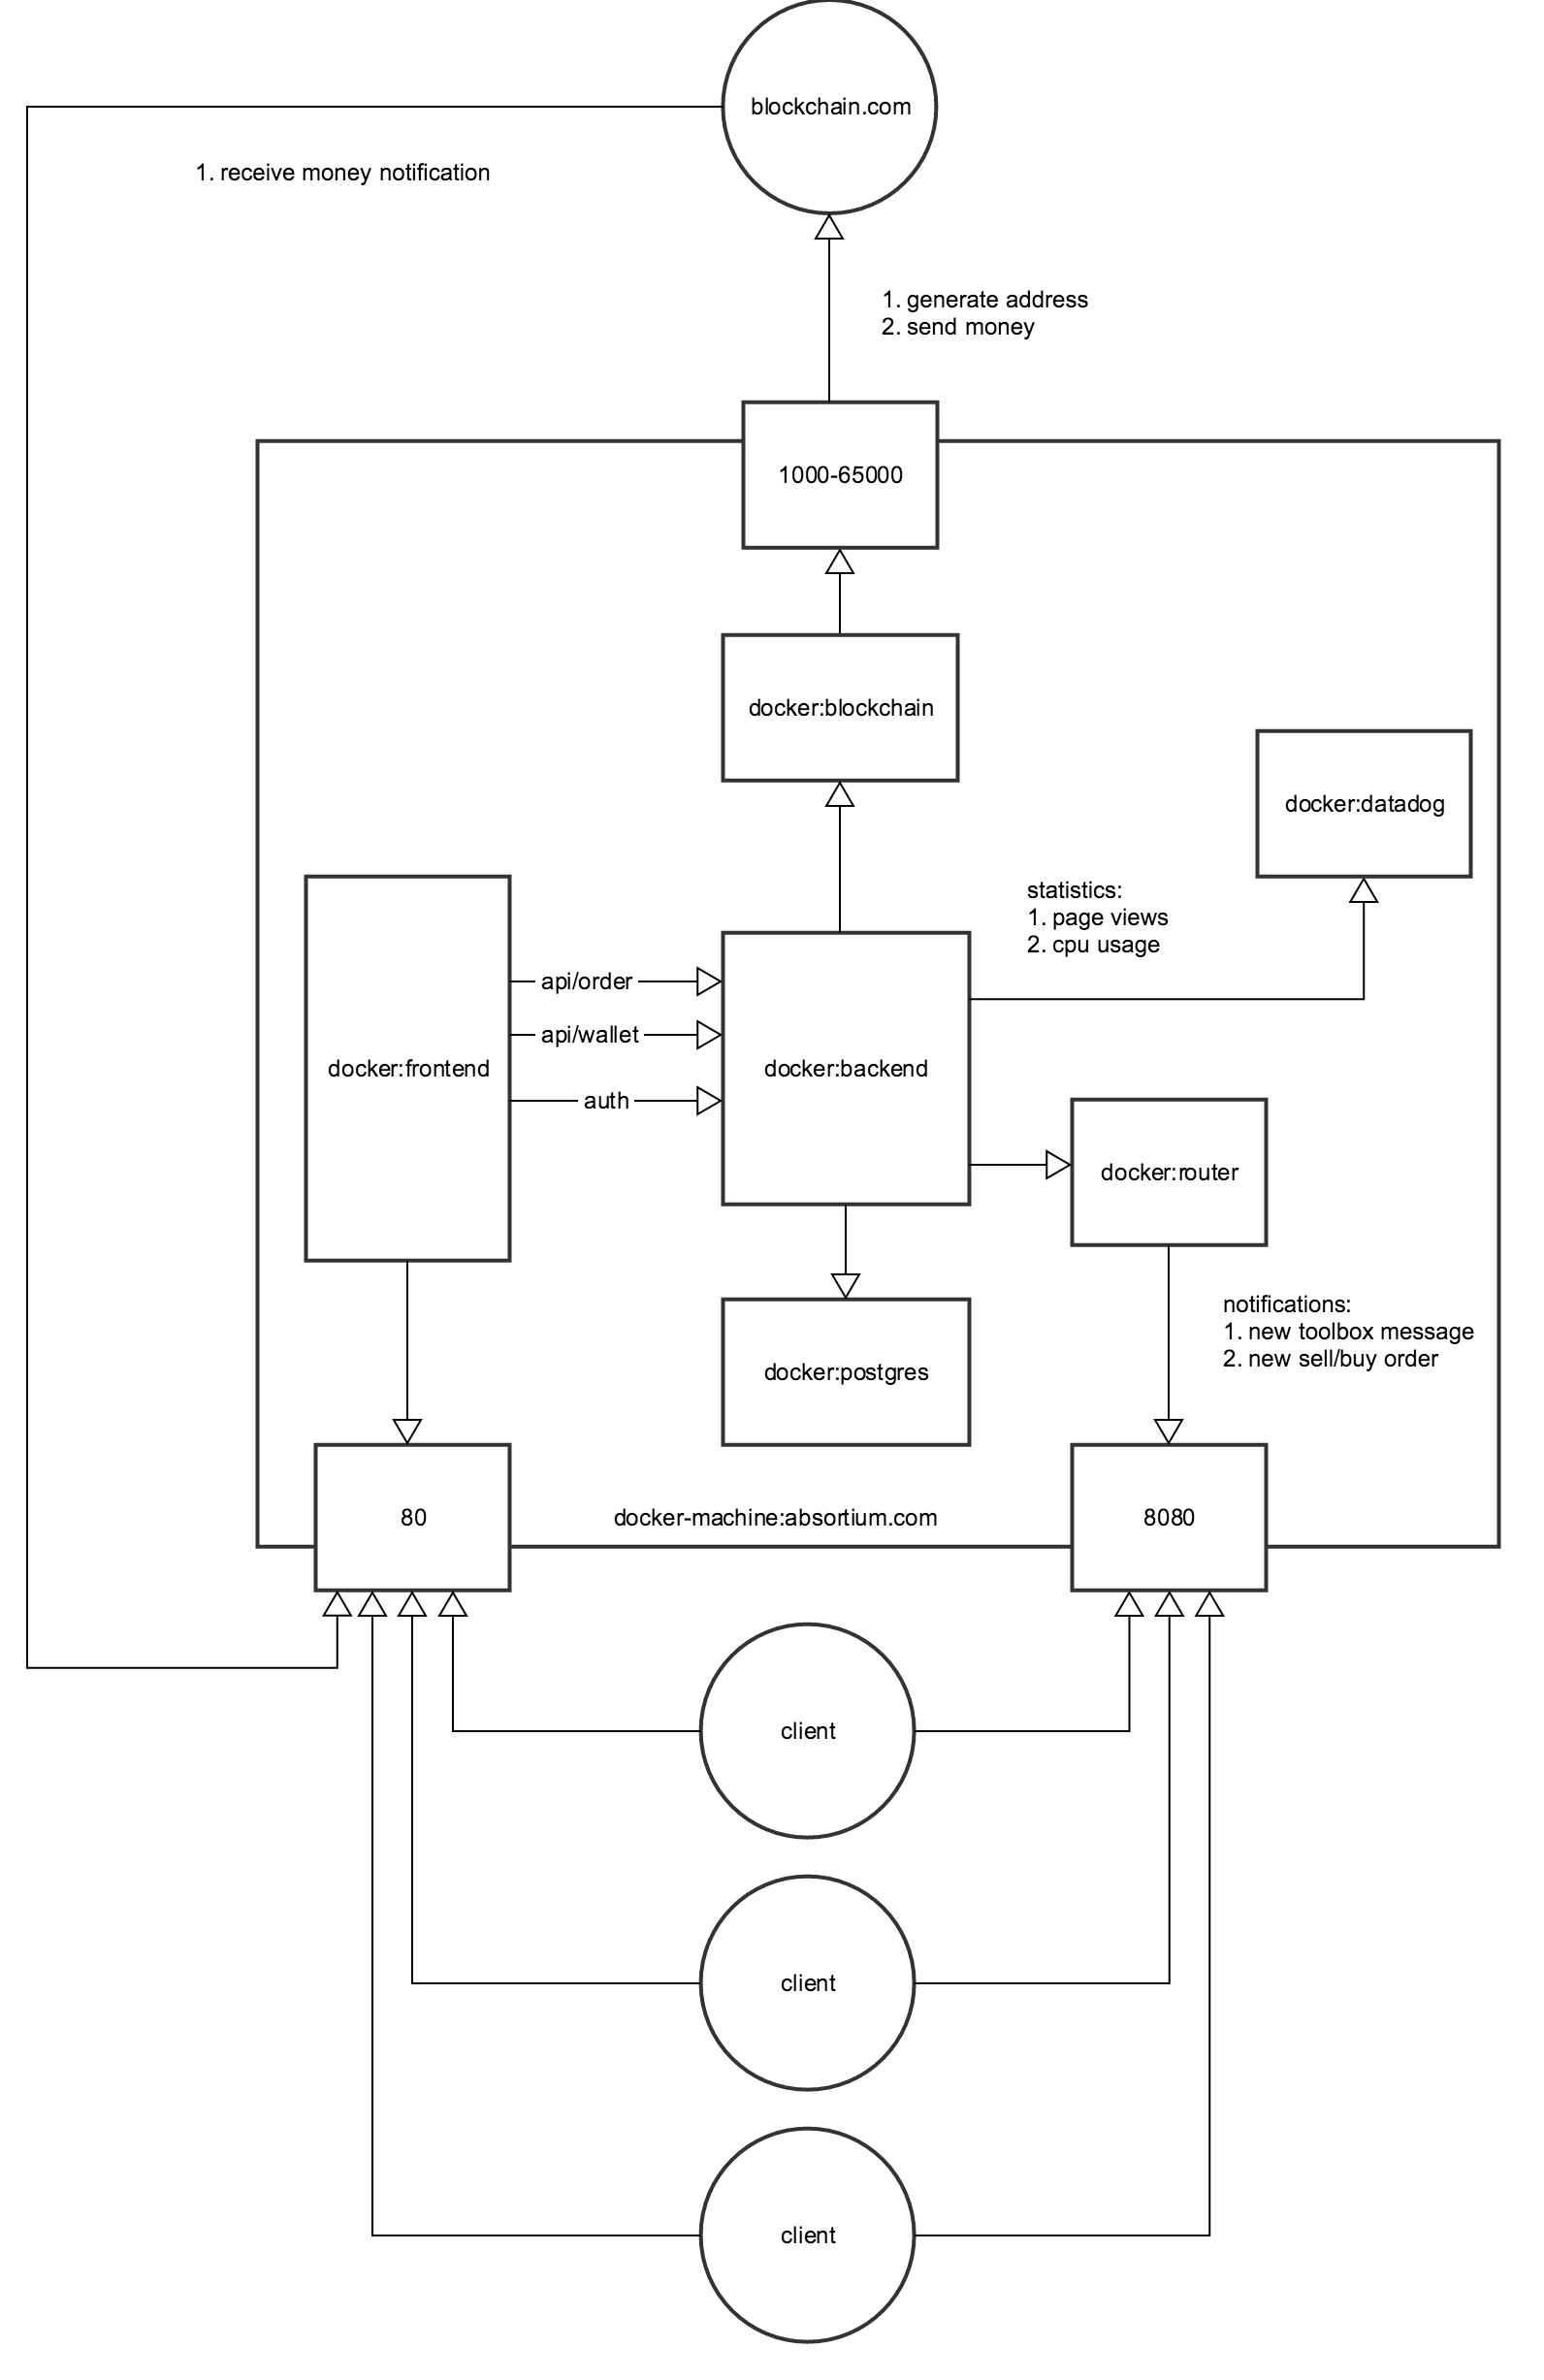 blockchain.com
1. receive money notification
1. generate address
2. send money
1000-65000
docker:blockchain
docker:datadog
statistics:
1. page views
2. cpu usage
api/order
api/wallet
docker:frontend
docker:backend
auth
docker:router
notifications:
1. new toolbox message
2. new sell/buy order
docker:postgres
80
docker-machine:absortium.com
8080
client
client
client